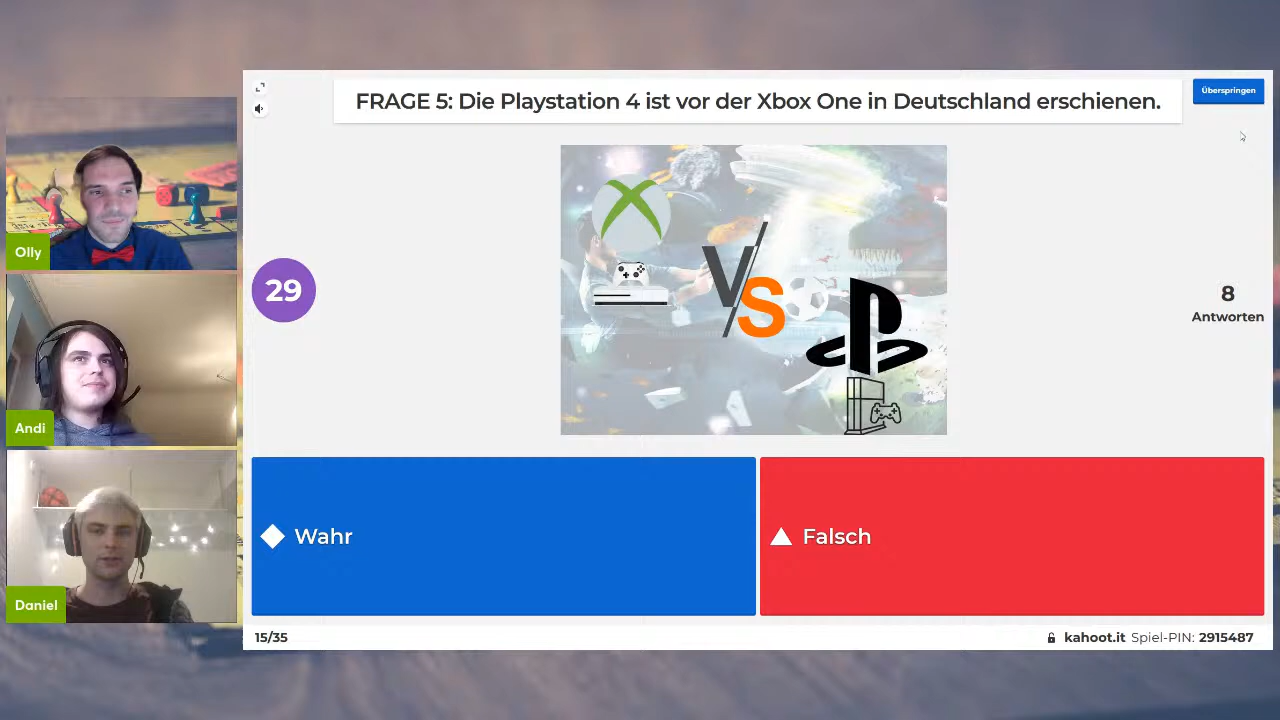 FRAGE 5: Die Playstation 4 ist vor der Xbox One in Deutschland erschienen.
Überspringen
Olly
29
VS
8
Antworten
Andi
Wahr
Falsch
Daniel
15/35
kahoot.it Spiel-PIN: 2915487